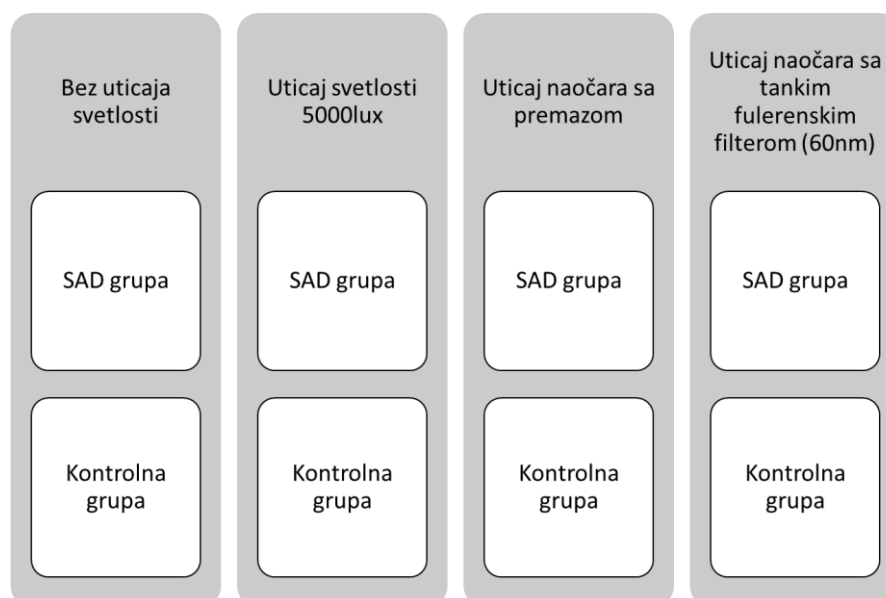 Bez uticaja
svetlosti
SAD grupa
Kontrolna
grupa
Uticaj svetlosti
5000lux
SAD grupa
Kontrolna
grupa
Uticaj naočara sa
premazom
SAD grupa
Kontrolna
grupa
Uticaj naočara sa
tankim
fulerenskim
filterom (60nm)
SAD grupa
Kontrolna
grupa